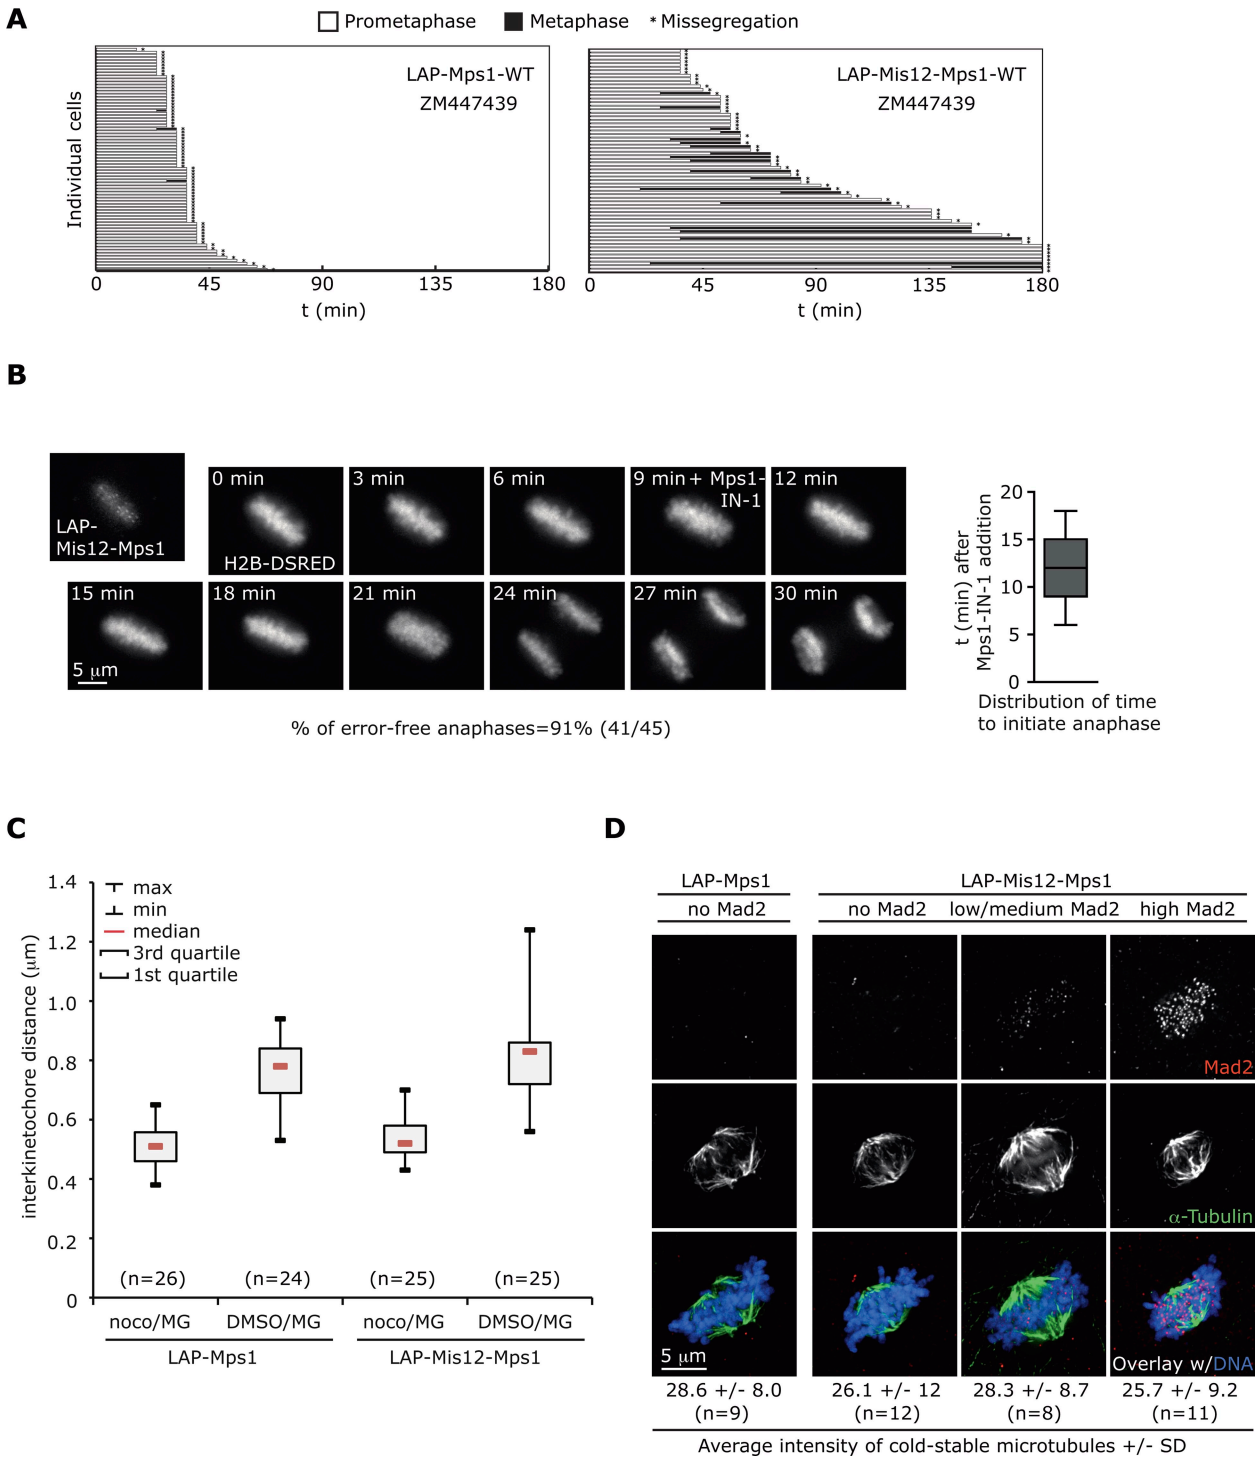 A
Prometaphase Metaphase * Missegregation
Individual cells
LAP-Mps1-WT
ZM447439
0 45 90 135 180
t (min)
LAP-Mis12-Mps1-WT
ZM447439
0 45 90 135 180
t (min)
B
LAP-
Mis12-Mps1
0 min
H2B-DSRED
3 min
6 min
9 min + Mps1-
IN-1
12 min
15 min
5 μm
18 min
21 min
24 min
27 min
30 min
% of error-free anaphases=91% (41/45)
t (min) after
Mps1-IN-1 addition
20
15
10
5
0
Distribution of time
to initiate anaphase
C
interkinetochore distance (μm)
1.4
1.2
1.0
0.8
0.6
0.4
0.2
0
max
min
median
3rd quartile
1st quartile
(n=26) (n=24) (n=25) (n=25)
noco/MG DMSO/MG noco/MG DMSO/MG
LAP-Mps1 LAP-Mis12-Mps1
D
LAP-Mps1 LAP-Mis12-Mps1
no Mad2 no Mad2 low/medium Mad2 high Mad2
Mad2
α-Tubulin
5 μm
Overlay w/DNA
28.6 +/- 8.0 26.1 +/- 12 28.3 +/- 8.7 25.7 +/- 9.2
(n=9) (n=12) (n=8) (n=11)
Average intensity of cold-stable microtubules +/- SD